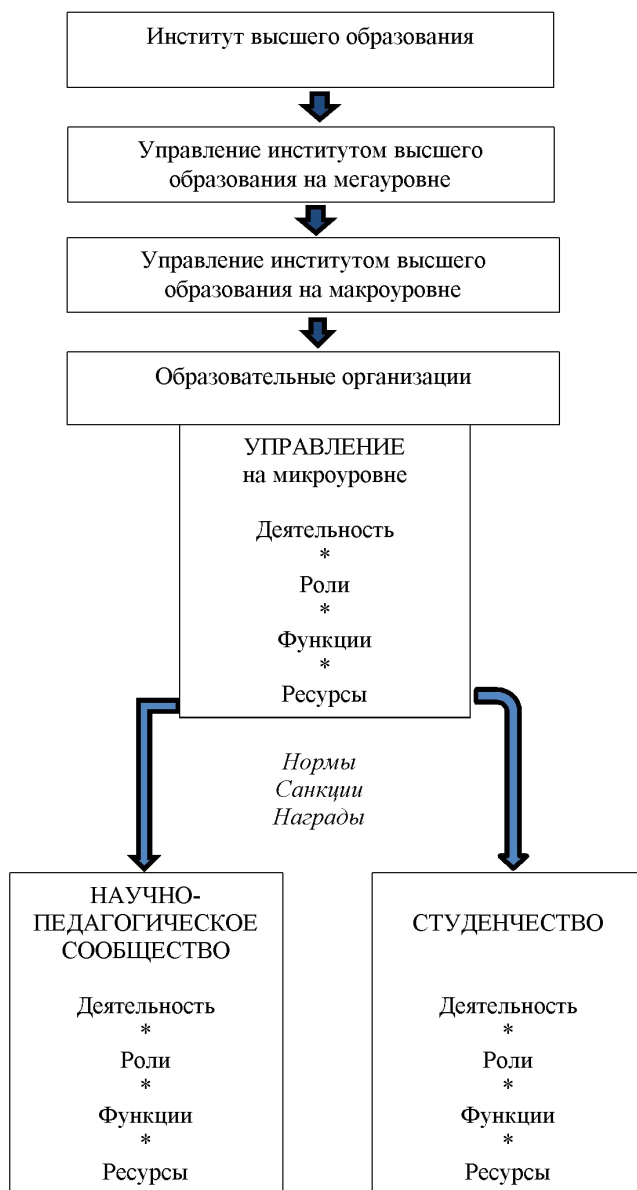 Институт высшего образования
Управление институтом высшего
образования на мегауровне
Управление институтом высшего
образования на макроуровне
Образовательные организации
УПРАВЛЕНИЕ
на микроуровне
Деятельность
*
Роли
*
Функции
*
Ресурсы
Нормы
Санкции
Награды
НАУЧНО-
ПЕДАГОГИЧЕСКОЕ
СООБЩЕСТВО
Деятельность
*
Роли
*
Функции
*
Ресурсы
СТУДЕНЧЕСТВО
Деятельность
*
Роли
*
Функции
*
Ресурсы